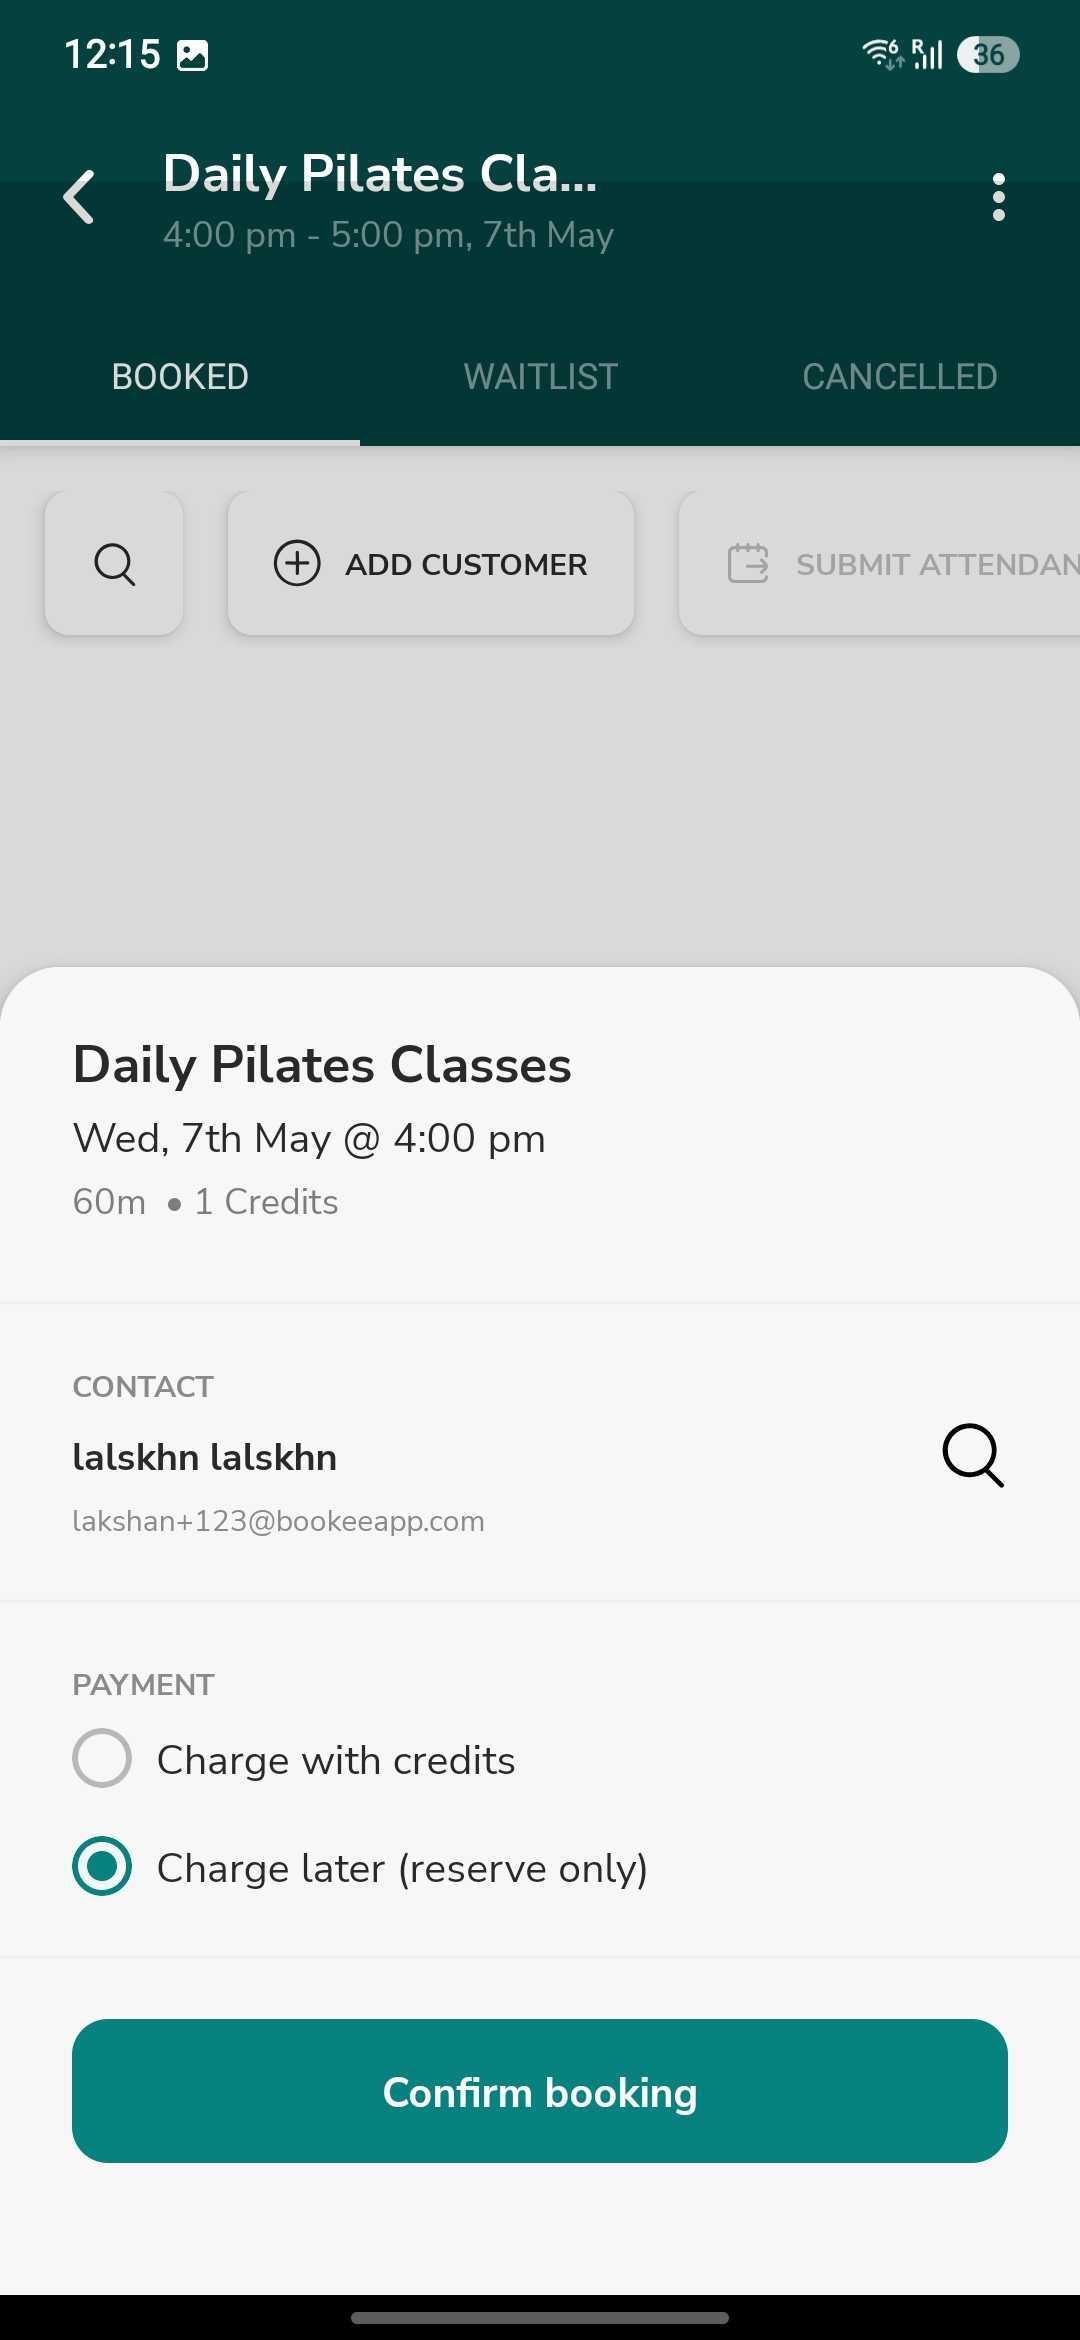 12:15
6 R 36
Daily Pilates Cla...
4:00 pm - 5:00 pm, 7th May
BOOKED WAITLIST CANCELLED
ADD CUSTOMER SUBMIT ATTENDAN
Daily Pilates Classes
Wed, 7th May @ 4:00 pm
60m • 1 Credits
CONTACT
lalskhn lalskhn
lakshan+123@bookeeapp.com
PAYMENT
Charge with credits
Charge later (reserve only)
Confirm booking